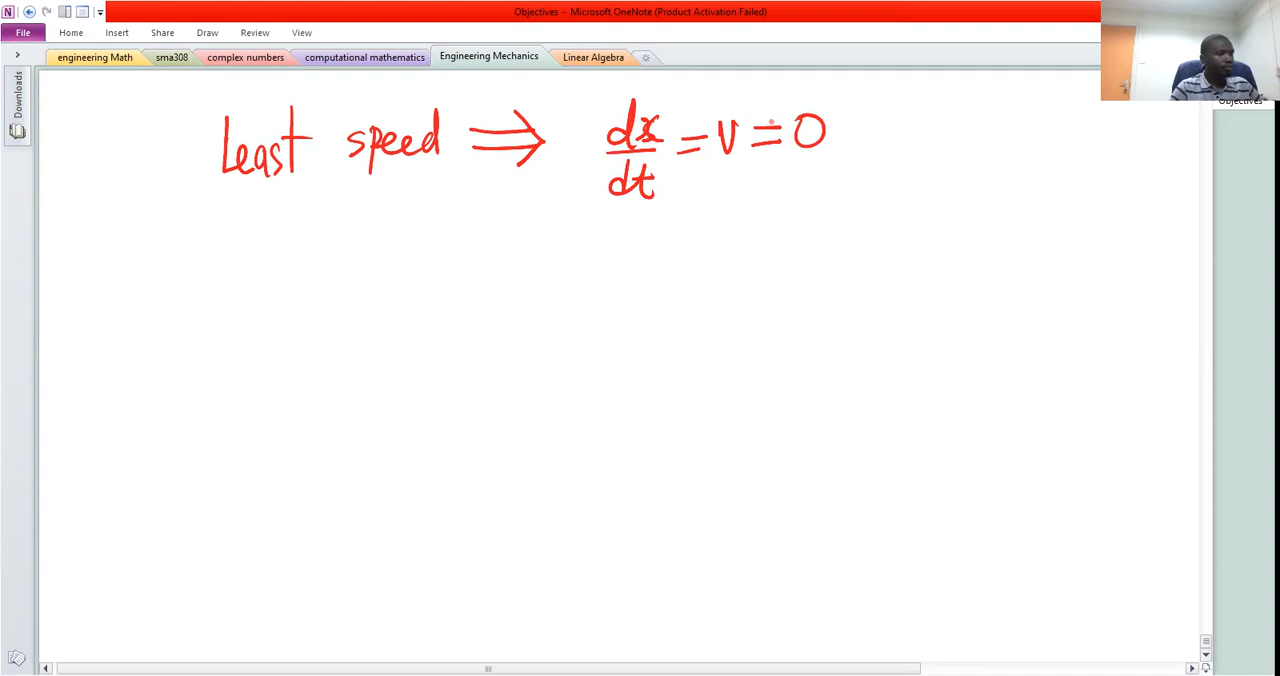 Objectives - Microsoft OneNote (Product Activation Failed)
File Home Insert Share Draw Review View
engineering Math sma308 complex numbers computational mathematics Engineering Mechanics Linear Algebra
Objectives
Downloads
Least speed ⇒ dx/dt = V = 0